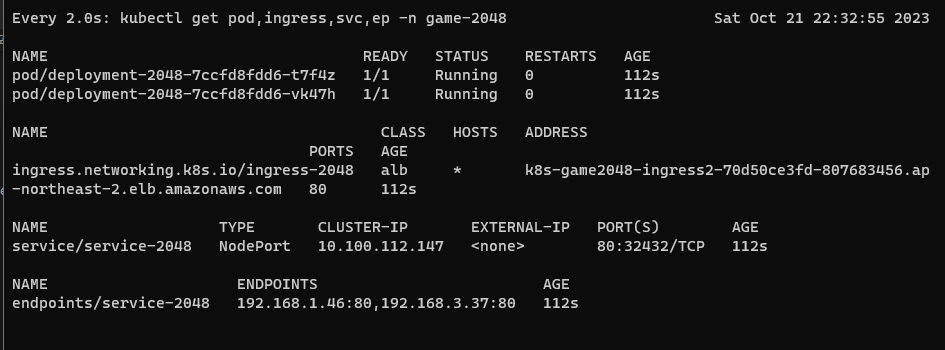 Every 2.0s: kubectl get pod,ingress,svc,ep -n game-2048 Sat Oct 21 22:32:55 2023
NAME READY STATUS RESTARTS AGE
pod/deployment-2048-7ccfd8fdd6-t7f4z 1/1 Running 0 112s
pod/deployment-2048-7ccfd8fdd6-vk47h 1/1 Running 0 112s
NAME CLASS HOSTS ADDRESS
PORTS AGE
ingress.networking.k8s.io/ingress-2048 alb * k8s-game2048-ingress2-70d50ce3fd-807683456.ap
-northeast-2.elb.amazonaws.com 80 112s
NAME TYPE CLUSTER-IP EXTERNAL-IP PORT(S) AGE
service/service-2048 NodePort 10.100.112.147 <none> 80:32432/TCP 112s
NAME ENDPOINTS AGE
endpoints/service-2048 192.168.1.46:80,192.168.3.37:80 112s